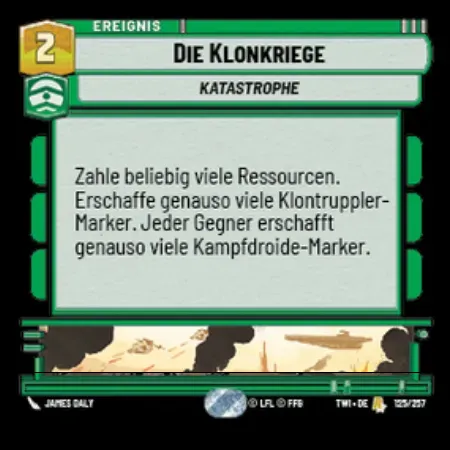 EREIGNIS
2
DIE KLONKRIEGE
KATASTROPHE
Zahle beliebig viele Ressourcen.
Erschaffe genauso viele Klontruppler-
Marker. Jeder Gegner erschafft
genauso viele Kampfdroide-Marker.
JAMES DALY
© LFL © FFG
TWI • DE
125/257